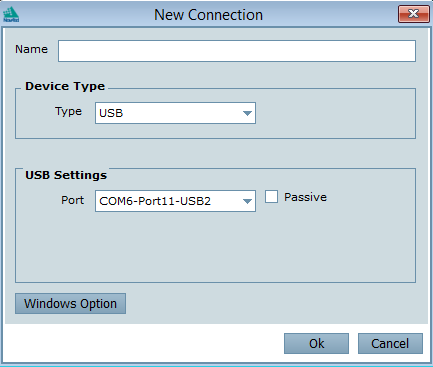 New Connection
Name
Device Type
Type USB
USB Settings
Port COM6-Port11-USB2 Passive
Windows Option
Ok Cancel